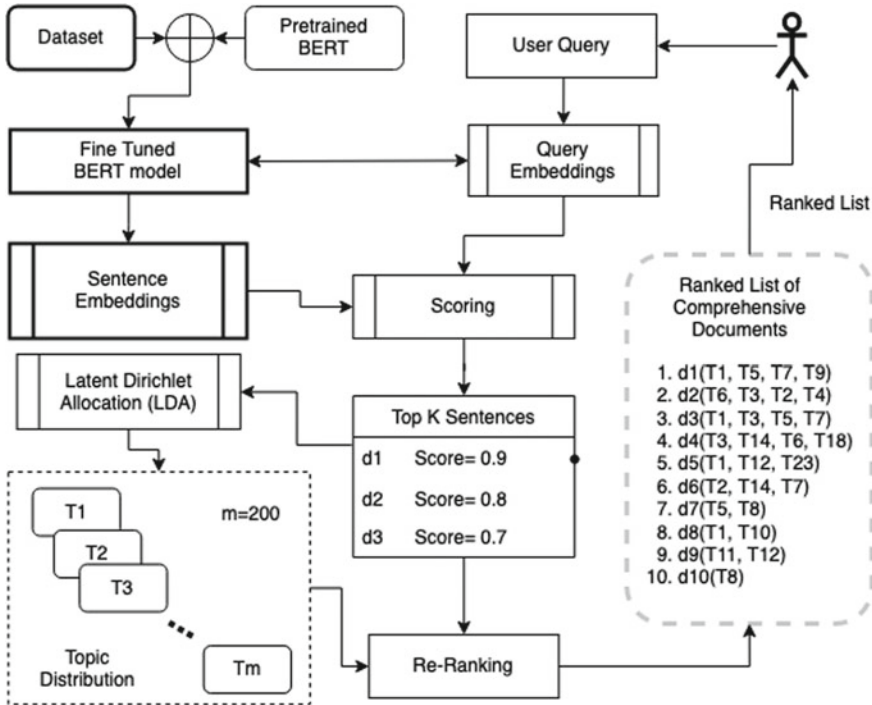 Dataset
Pretrained
BERT
User Query
Fine Tuned
BERT model
Query
Embeddings
Ranked List
Sentence
Embeddings
Scoring
Ranked List of
Comprehensive
Documents
1. d1(T1, T5, T7, T9)
2. d2(T6, T3, T2, T4)
3. d3(T1, T3, T5, T7)
4. d4(T3, T14, T6, T18)
5. d5(T1, T12, T23)
6. d6(T2, T14, T7)
7. d7(T5, T8)
8. d8(T1, T10)
9. d9(T11, T12)
10. d10(T8)
Latent Dirichlet
Allocation (LDA)
Top K Sentences
d1 Score= 0.9
d2 Score= 0.8
d3 Score= 0.7
T1
m=200
T2
T3
Tm
Topic
Distribution
Re-Ranking